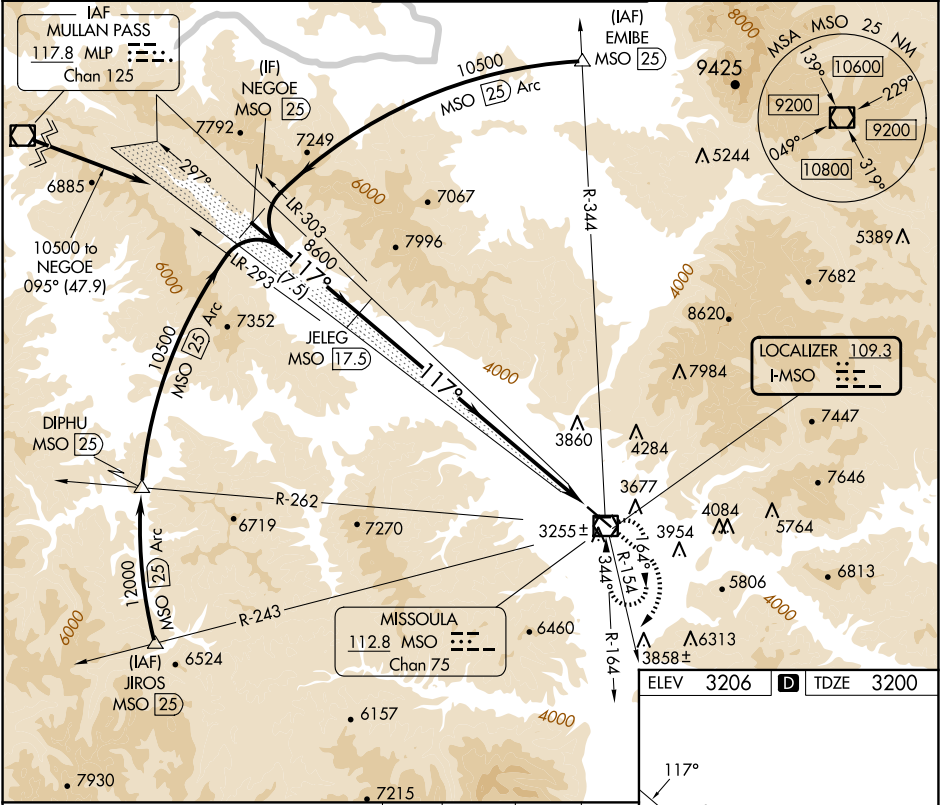 IAF
MULLAN PASS
117.8 MLP
Chan 125
(IF)
NEGOE
MSO 25
(IAF)
EMIBE
MSO 25
10500
MSO 25 Arc
8000
9425
MSA MSO 25 NM
139°
10600
229°
9200
9200
049°
10800
319°
7792
7249
6885
297°
6000
7067
5244
LR-303
8600
7996
R-344
5389
10500 to
NEGOE
095° (47.9)
6000
LR-293
(7.5)
117°
7682
4000
8620
10500
MSO 25 Arc
7352
JELEG
MSO 17.5
117°
4000
7984
LOCALIZER 109.3
I-MSO
DIPHU
MSO 25
3860
4284
7447
7646
R-262
3677
4084
5764
6719
7270
3255±
3954
164°
R-154
344°
5806
6813
4000
12000
MSO 25 Arc
R-243
6000
MISSOULA
112.8 MSO
Chan 75
6460
R-164
6313
3858±
(IAF)
JIROS
MSO 25
6524
ELEV 3206 D TDZE 3200
6157
4000
117°
7930
7215